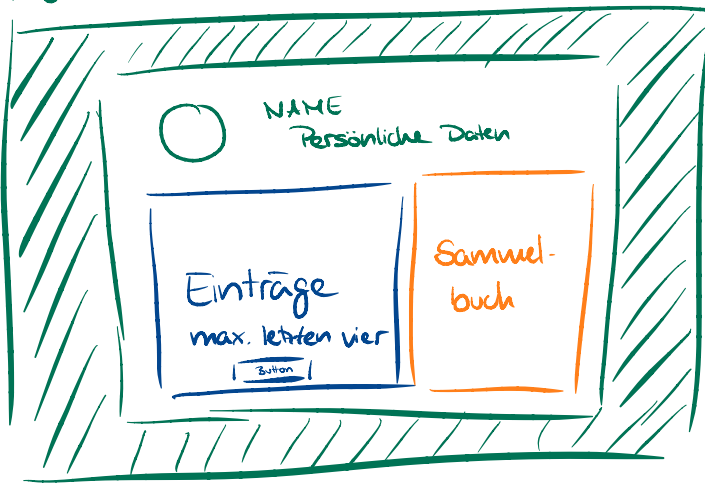 NAME
Persönliche Daten
Einträge
max. letzten vier
Button
Sammel-
buch